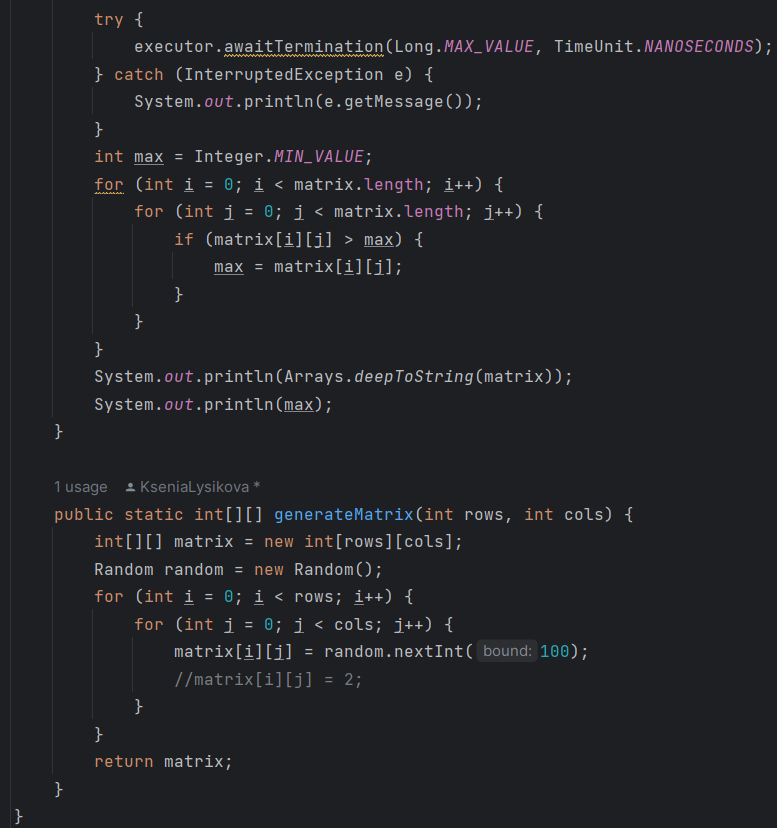 try {
executor.awaitTermination(Long.MAX_VALUE, TimeUnit.NANOSECONDS);
} catch (InterruptedException e) {
System.out.println(e.getMessage());
}
int max = Integer.MIN_VALUE;
for (int i = 0; i < matrix.length; i++) {
for (int j = 0; j < matrix.length; j++) {
if (matrix[i][j] > max) {
max = matrix[i][j];
}
}
}
System.out.println(Arrays.deepToString(matrix));
System.out.println(max);
}
1 usage KseniaLysikova *
public static int[][] generateMatrix(int rows, int cols) {
int[][] matrix = new int[rows][cols];
Random random = new Random();
for (int i = 0; i < rows; i++) {
for (int j = 0; j < cols; j++) {
matrix[i][j] = random.nextInt( bound: 100);
//matrix[i][j] = 2;
}
}
return matrix;
}
}